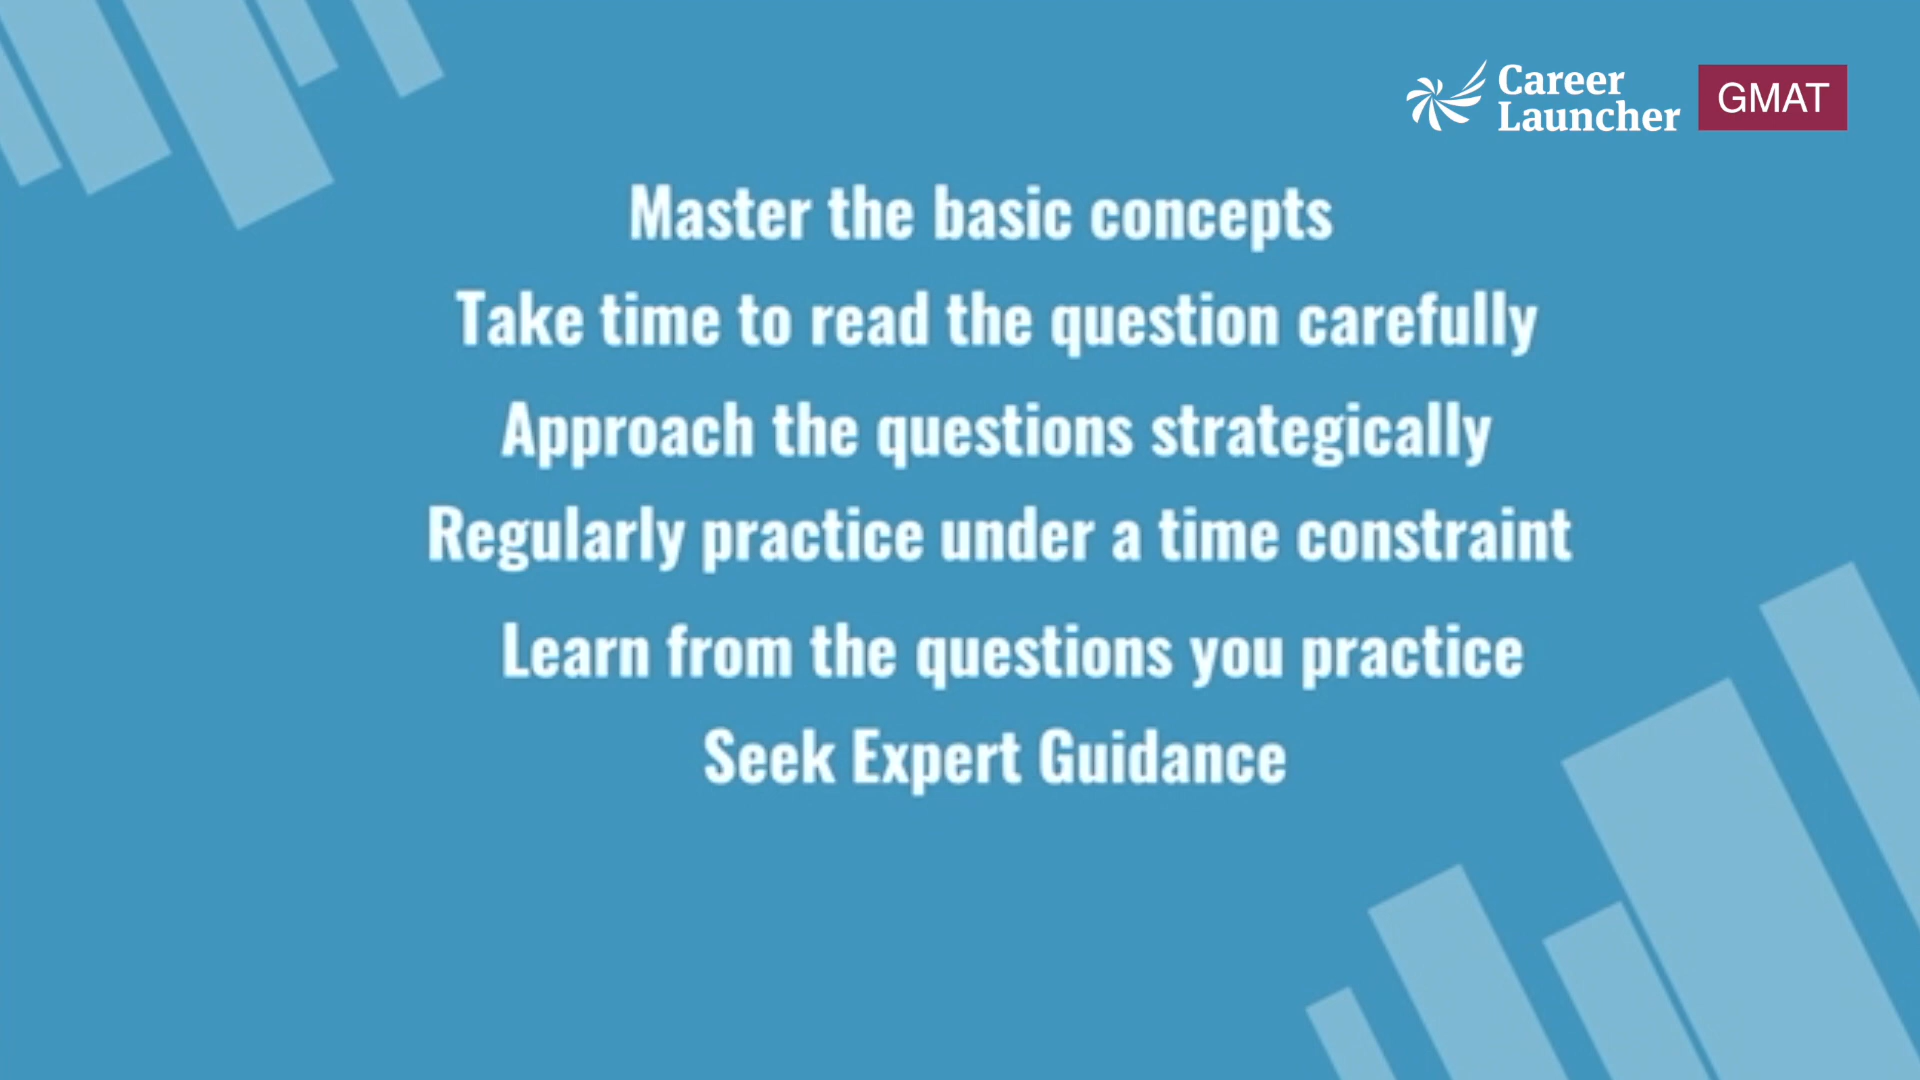 Career
Launcher
GMAT
Master the basic concepts
Take time to read the question carefully
Approach the questions strategically
Regularly practice under a time constraint
Learn from the questions you practice
Seek Expert Guidance